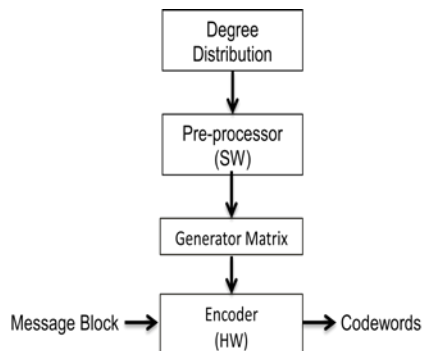 Degree
Distribution
Pre-processor
(SW)
Generator Matrix
Message Block
Encoder
(HW)
Codewords